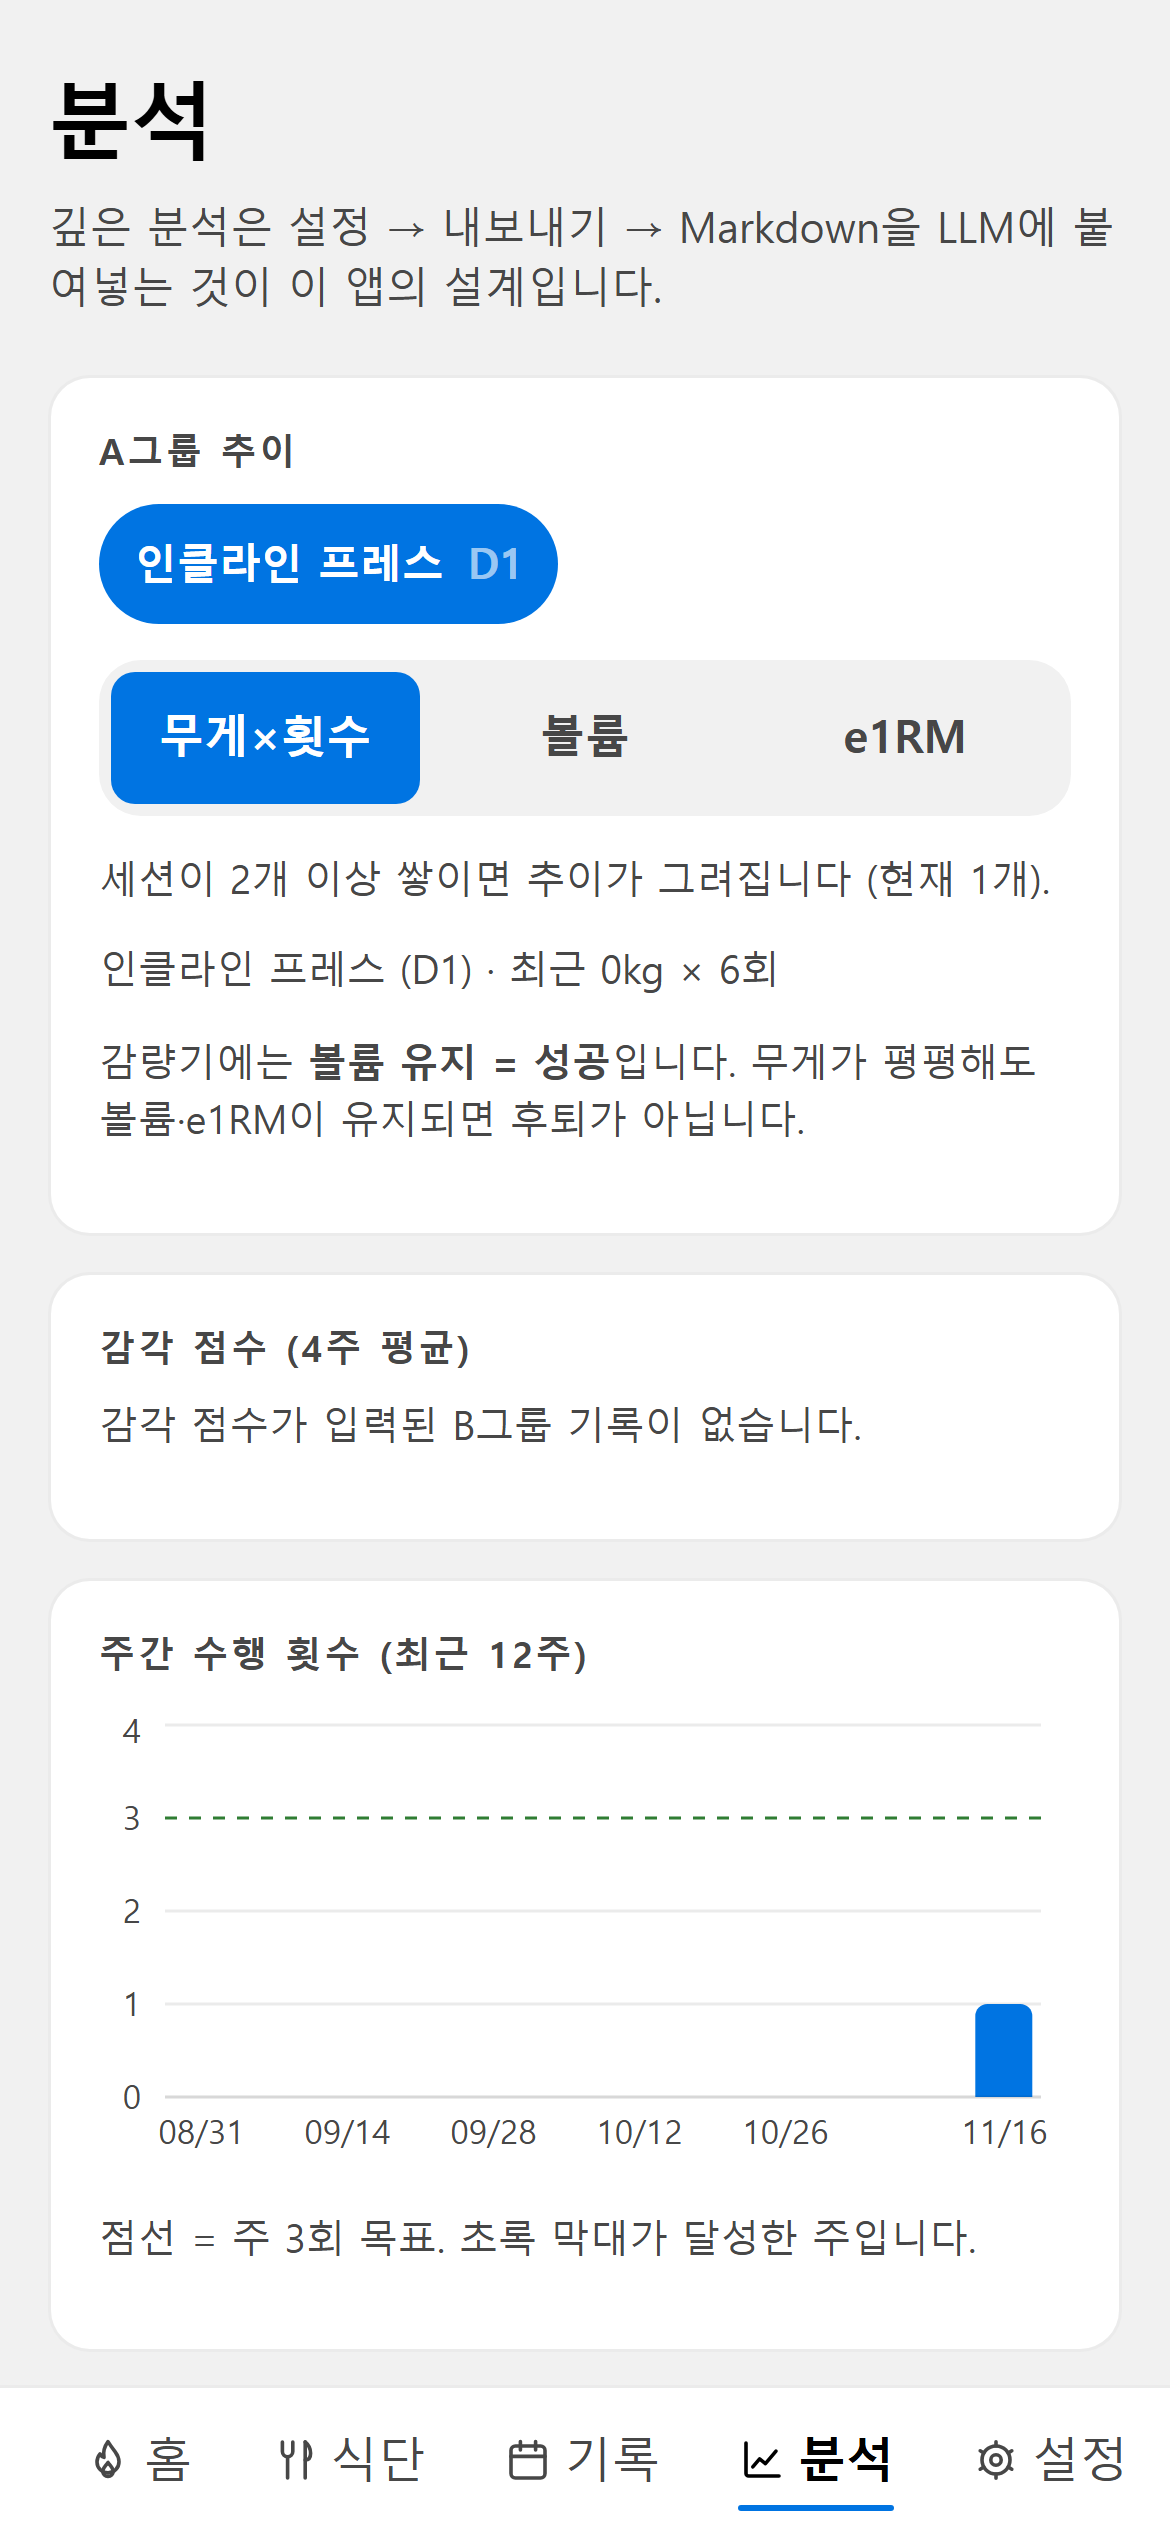 분석
깊은 분석은 설정 → 내보내기 → Markdown을 LLM에 붙
여넣는 것이 이 앱의 설계입니다.
A그룹 추이
인클라인 프레스 D1
무게×횟수 볼륨 e1RM
세션이 2개 이상 쌓이면 추이가 그려집니다 (현재 1개).
인클라인 프레스 (D1) · 최근 0kg × 6회
감량기에는 볼륨 유지 = 성공입니다. 무게가 평평해도
볼륨·e1RM이 유지되면 후퇴가 아닙니다.
감각 점수 (4주 평균)
감각 점수가 입력된 B그룹 기록이 없습니다.
주간 수행 횟수 (최근 12주)
4
3
2
1
0
08/31 09/14 09/28 10/12 10/26 11/16
점선 = 주 3회 목표. 초록 막대가 달성한 주입니다.
홈 식단 기록 분석 설정